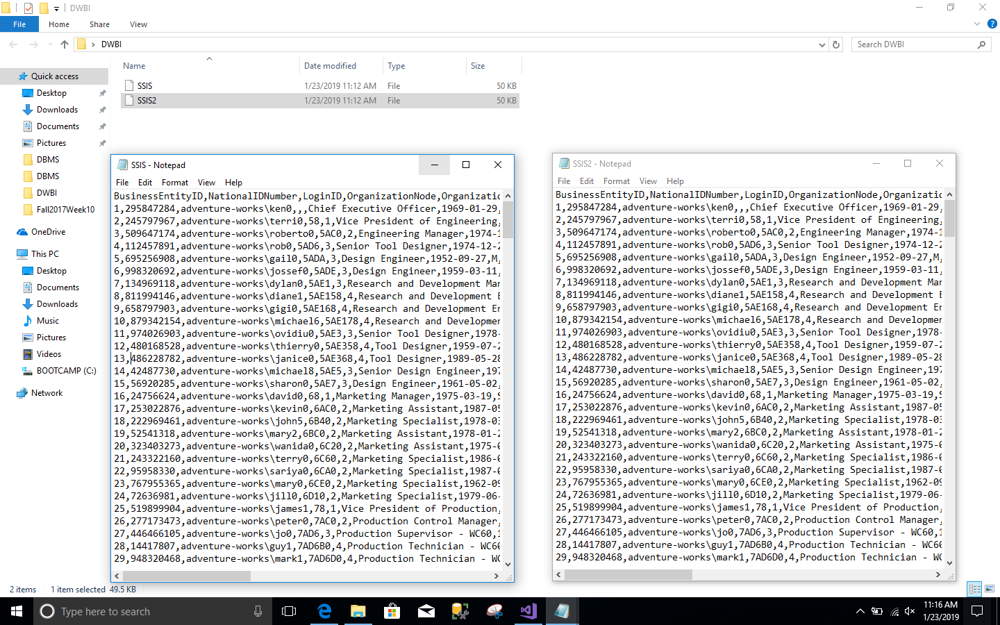 DWBI
File Home Share View
DWBI
Search DWBI
Name Date modified Type Size
SSIS 1/23/2019 11:12 AM File 50 KB
SSIS2 1/23/2019 11:12 AM File 50 KB
Quick access
Desktop
Downloads
Documents
Pictures
DBMS
DBMS
DWBI
Fall2017Week10
OneDrive
This PC
Desktop
Documents
Downloads
Music
Pictures
Videos
BOOTCAMP (C:)
Network
SSIS - Notepad
File Edit Format View Help
BusinessEntityID,NationalIDNumber,LoginID,OrganizationNode,Organizatio
1,295847284,adventure-works\ken0,,,Chief Executive Officer,1969-01-29,
2,245797967,adventure-works\terri0,58,1,Vice President of Engineering,
3,509647174,adventure-works\roberto0,5AC0,2,Engineering Manager,1974-1
4,112457891,adventure-works\rob0,5AD6,3,Senior Tool Designer,1974-12-2
5,695256908,adventure-works\gail0,5ADA,3,Design Engineer,1952-09-27,M,
6,998320692,adventure-works\jossef0,5ADE,3,Design Engineer,1959-03-11,
7,134969118,adventure-works\dylan0,5AE1,3,Research and Development Man
8,811994146,adventure-works\diane1,5AE158,4,Research and Development E
9,658797903,adventure-works\gigi0,5AE168,4,Research and Development En
10,879342154,adventure-works\michael6,5AE178,4,Research and Developmen
11,974026903,adventure-works\ovidiu0,5AE3,3,Senior Tool Designer,1978-
12,480168528,adventure-works\thierry0,5AE358,4,Tool Designer,1959-07-2
13,486228782,adventure-works\janice0,5AE368,4,Tool Designer,1989-05-28
14,42487730,adventure-works\michael8,5AE5,3,Senior Design Engineer,197
15,56920285,adventure-works\sharon0,5AE7,3,Design Engineer,1961-05-02,
16,24756624,adventure-works\david0,68,1,Marketing Manager,1975-03-19,S
17,253022876,adventure-works\kevin0,6AC0,2,Marketing Assistant,1987-05
18,222969461,adventure-works\john5,6B40,2,Marketing Specialist,1978-03
19,52541318,adventure-works\mary2,6BC0,2,Marketing Assistant,1978-01-2
20,323403273,adventure-works\wanida0,6C20,2,Marketing Assistant,1975-0
21,243322160,adventure-works\terry0,6C60,2,Marketing Specialist,1986-0
22,95958330,adventure-works\sariya0,6CA0,2,Marketing Specialist,1987-0
23,767955365,adventure-works\mary0,6CE0,2,Marketing Specialist,1962-09
24,72636981,adventure-works\jill0,6D10,2,Marketing Specialist,1979-06-
25,519899904,adventure-works\james1,78,1,Vice President of Production,
26,277173473,adventure-works\peter0,7AC0,2,Production Control Manager,
27,446466105,adventure-works\jo0,7AD6,3,Production Supervisor - WC60,1
28,14417807,adventure-works\guy1,7AD6B0,4,Production Technician - WC60
29,948320468,adventure-works\mark1,7AD6D0,4,Production Technician - WC
SSIS2 - Notepad
File Edit Format View Help
BusinessEntityID,NationalIDNumber,LoginID,OrganizationNode,Organizatio
1,295847284,adventure-works\ken0,,,Chief Executive Officer,1969-01-29,
2,245797967,adventure-works\terri0,58,1,Vice President of Engineering,
3,509647174,adventure-works\roberto0,5AC0,2,Engineering Manager,1974-1
4,112457891,adventure-works\rob0,5AD6,3,Senior Tool Designer,1974-12-2
5,695256908,adventure-works\gail0,5ADA,3,Design Engineer,1952-09-27,M,
6,998320692,adventure-works\jossef0,5ADE,3,Design Engineer,1959-03-11,
7,134969118,adventure-works\dylan0,5AE1,3,Research and Development Man
8,811994146,adventure-works\diane1,5AE158,4,Research and Development E
9,658797903,adventure-works\gigi0,5AE168,4,Research and Development En
10,879342154,adventure-works\michael6,5AE178,4,Research and Developmen
11,974026903,adventure-works\ovidiu0,5AE3,3,Senior Tool Designer,1978-
12,480168528,adventure-works\thierry0,5AE358,4,Tool Designer,1959-07-2
13,486228782,adventure-works\janice0,5AE368,4,Tool Designer,1989-05-28
14,42487730,adventure-works\michael8,5AE5,3,Senior Design Engineer,197
15,56920285,adventure-works\sharon0,5AE7,3,Design Engineer,1961-05-02,
16,24756624,adventure-works\david0,68,1,Marketing Manager,1975-03-19,S
17,253022876,adventure-works\kevin0,6AC0,2,Marketing Assistant,1987-05
18,222969461,adventure-works\john5,6B40,2,Marketing Specialist,1978-03
19,52541318,adventure-works\mary2,6BC0,2,Marketing Assistant,1978-01-2
20,323403273,adventure-works\wanida0,6C20,2,Marketing Assistant,1975-0
21,243322160,adventure-works\terry0,6C60,2,Marketing Specialist,1986-0
22,95958330,adventure-works\sariya0,6CA0,2,Marketing Specialist,1987-0
23,767955365,adventure-works\mary0,6CE0,2,Marketing Specialist,1962-09
24,72636981,adventure-works\jill0,6D10,2,Marketing Specialist,1979-06-
25,519899904,adventure-works\james1,78,1,Vice President of Production,
26,277173473,adventure-works\peter0,7AC0,2,Production Control Manager,
27,446466105,adventure-works\jo0,7AD6,3,Production Supervisor - WC60,1
28,14417807,adventure-works\guy1,7AD6B0,4,Production Technician - WC60
29,948320468,adventure-works\mark1,7AD6D0,4,Production Technician - WC
2 items 1 item selected 49.5 KB
Type here to search
11:16 AM
1/23/2019